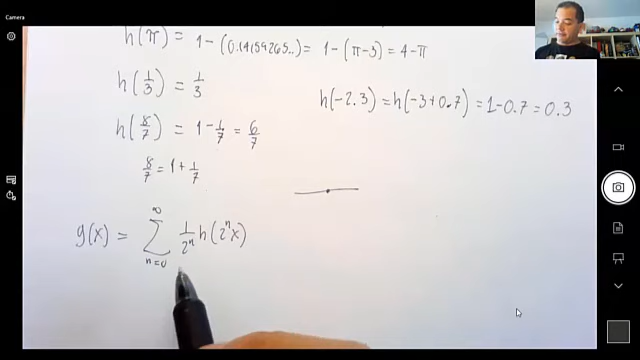 Camera
h(π) = 1-(0.14159265..) = 1-(π-3) = 4-π
h(1/3) = 1/3
h(-2.3) = h(-3+0.7) = 1-0.7 = 0.3
h(8/7) = 1-1/7 = 6/7
8/7 = 1+1/7
g(x) = ∑_{n=0}^{∞} 1/2^n h(2^n x)